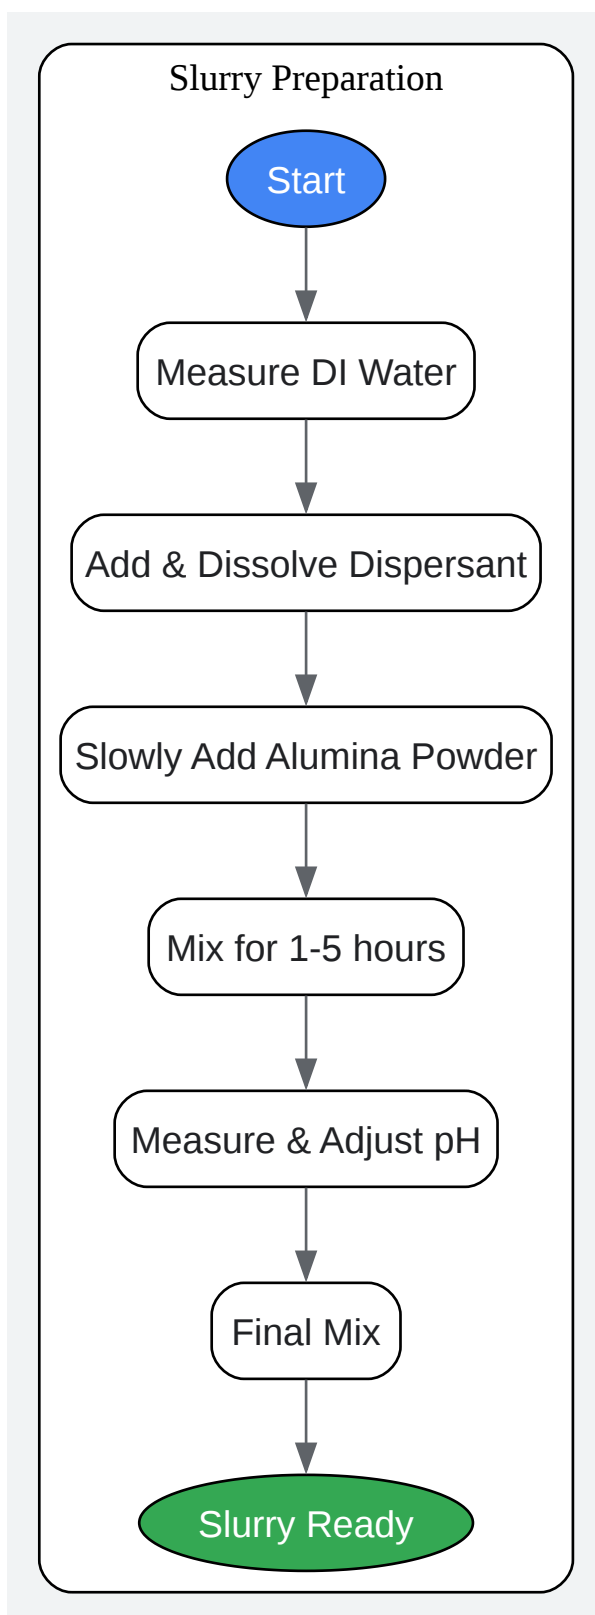 Slurry Preparation
Start
Measure DI Water
Add & Dissolve Dispersant
Slowly Add Alumina Powder
Mix for 1-5 hours
Measure & Adjust pH
Final Mix
Slurry Ready